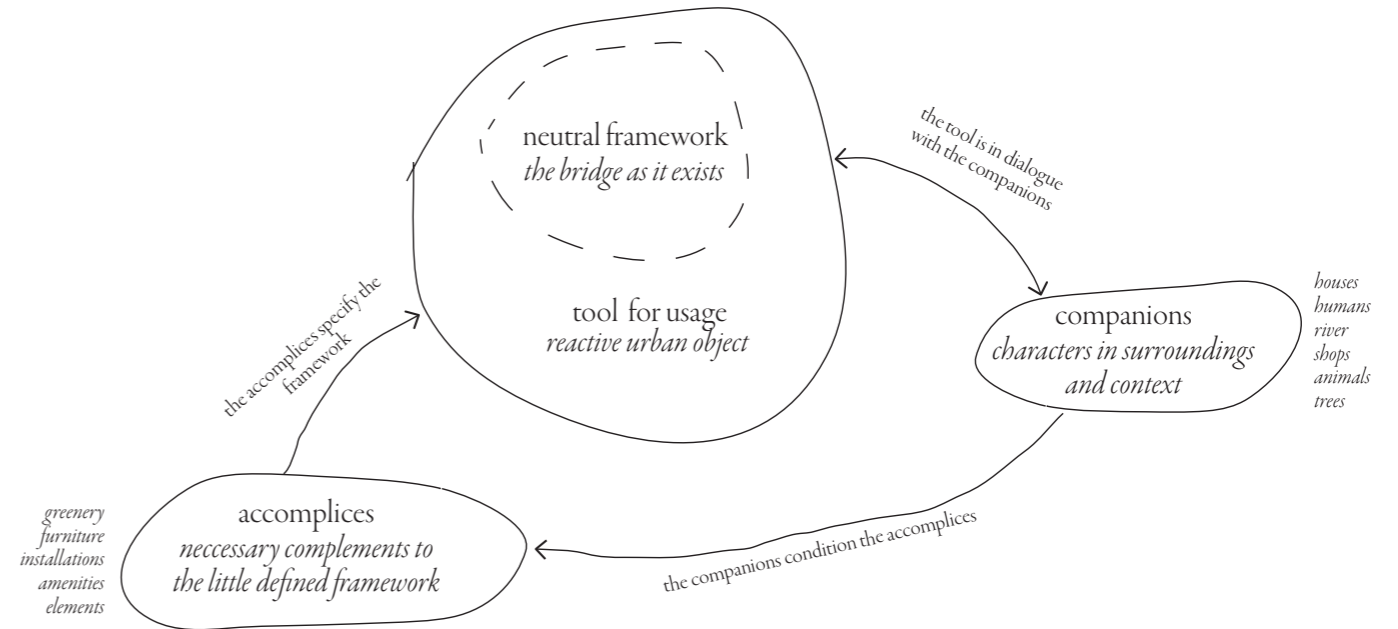 neutral framework
the bridge as it exists
tool for usage
reactive urban object
the tool is in dialogue
with the companions
companions
characters in surroundings
and context
houses
humans
river
shops
animals
trees
the accomplices specify the
framework
accomplices
neccessary complements to
the little defined framework
greenery
furniture
installations
amenities
elements
the companions condition the accomplices